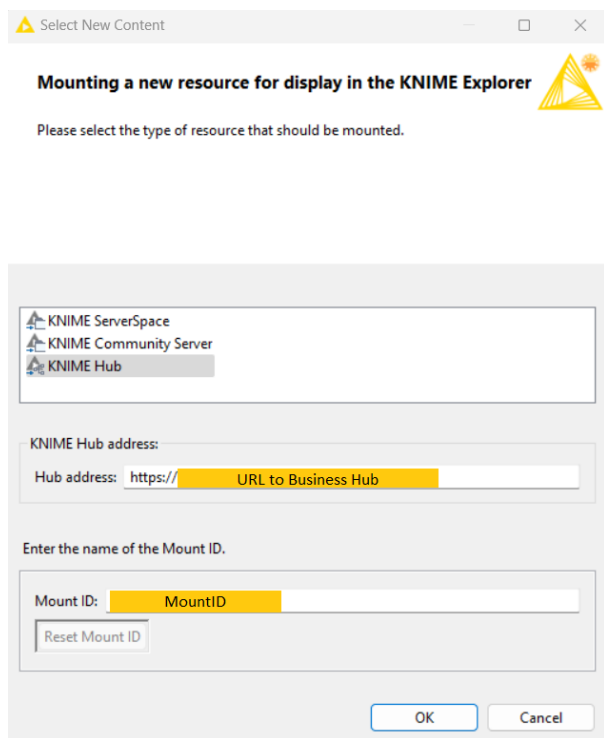 Select New Content
Mounting a new resource for display in the KNIME Explorer
Please select the type of resource that should be mounted.
KNIME ServerSpace
KNIME Community Server
KNIME Hub
KNIME Hub address:
Hub address: https:// URL to Business Hub
Enter the name of the Mount ID.
Mount ID: MountID
Reset Mount ID
OK Cancel